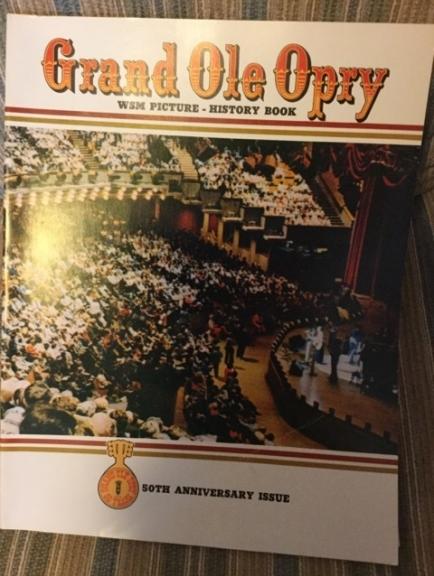 Grand Ole Opry
WSM PICTURE - HISTORY BOOK
50TH ANNIVERSARY ISSUE